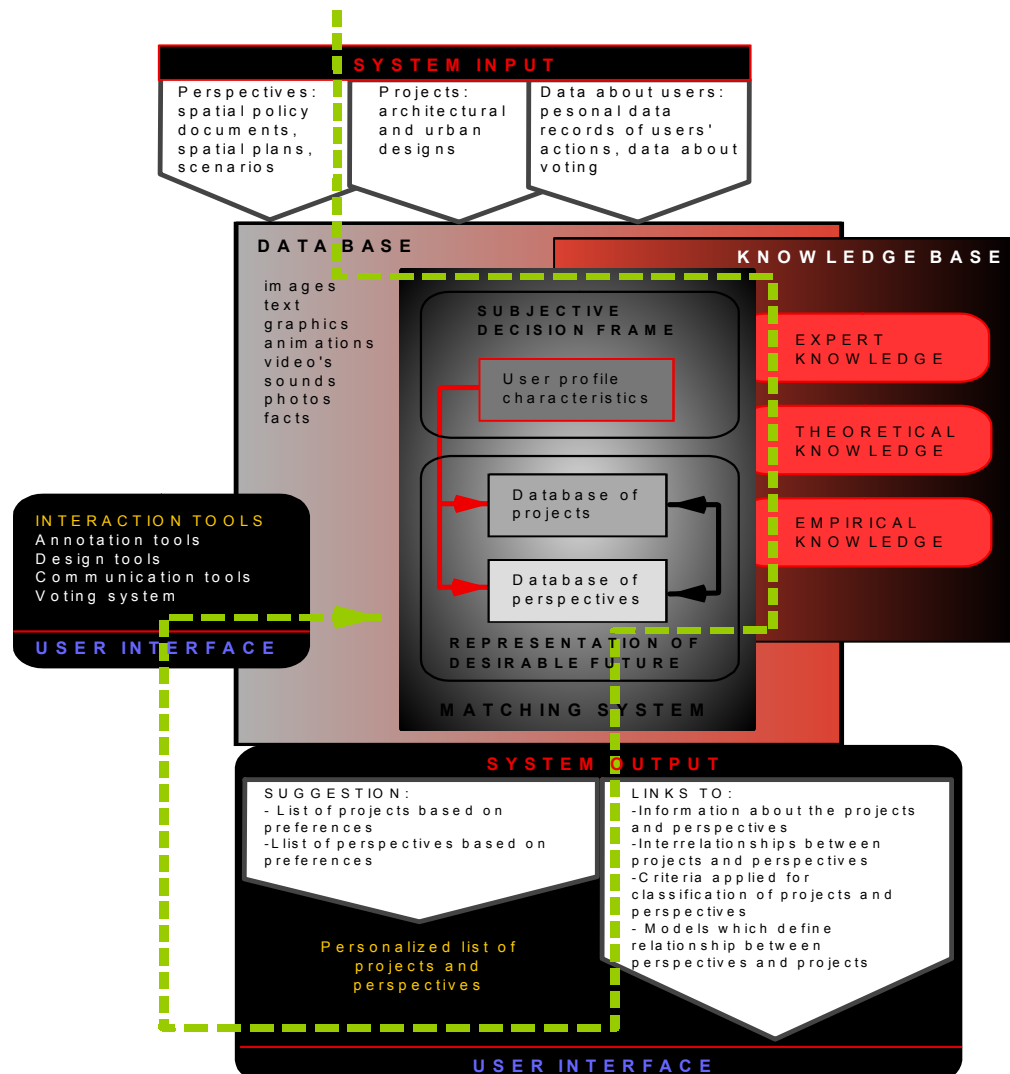 SYSTEM INPUT
Perspectives:
spatial policy
documents,
spatial plans,
scenarios
Projects:
architectural
and urban
designs
Data about users:
pesonal data
records of users'
actions, data about
voting
DATA BASE
images
text
graphics
animations
video's
sounds
photos
facts
KNOWLEDGE BASE
EXPERT
KNOWLEDGE
THEORETICAL
KNOWLEDGE
EMPIRICAL
KNOWLEDGE
SUBJECTIVE
DECISION FRAME
User profile
characteristics
Database of
projects
Database of
perspectives
REPRESENTATION OF
DESIRABLE FUTURE
MATCHING SYSTEM
INTERACTION TOOLS
Annotation tools
Design tools
Communication tools
Voting system
USER INTERFACE
SYSTEM OUTPUT
SUGGESTION:
- List of projects based on
preferences
-Llist of perspectives based on
preferences
Personalized list of
projects and
perspectives
LINKS TO:
-Information about the projects
and perspectives
-Interrelationships between
projects and perspectives
-Criteria applied for
classification of projects and
perspectives
- Models which define
relationship between
perspectives and projects
USER INTERFACE